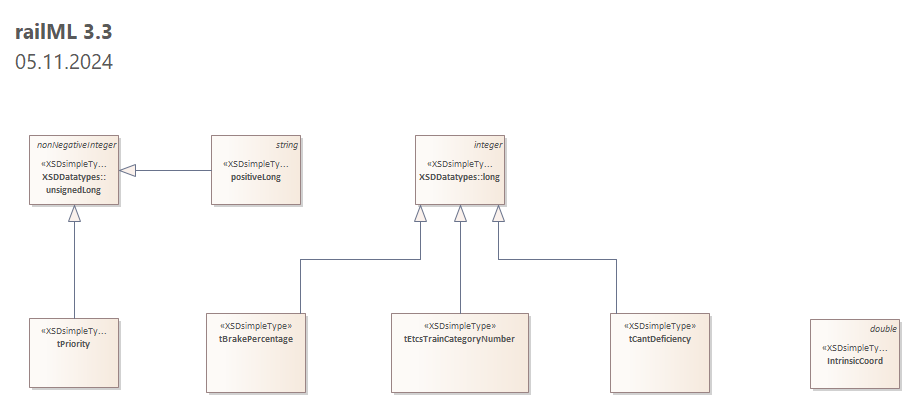 railML 3.3
05.11.2024
nonNegativeInteger
«XSDsimpleTy...
XSDDatatypes::
unsignedLong
string
«XSDsimpleTy...
positiveLong
integer
«XSDsimpleTy...
XSDDatatypes::long
«XSDsimpleTy...
tPriority
«XSDsimpleType»
tBrakePercentage
«XSDsimpleType»
tEtcsTrainCategoryNumber
«XSDsimpleType»
tCantDeficiency
double
«XSDsimpleTy...
IntrinsicCoord